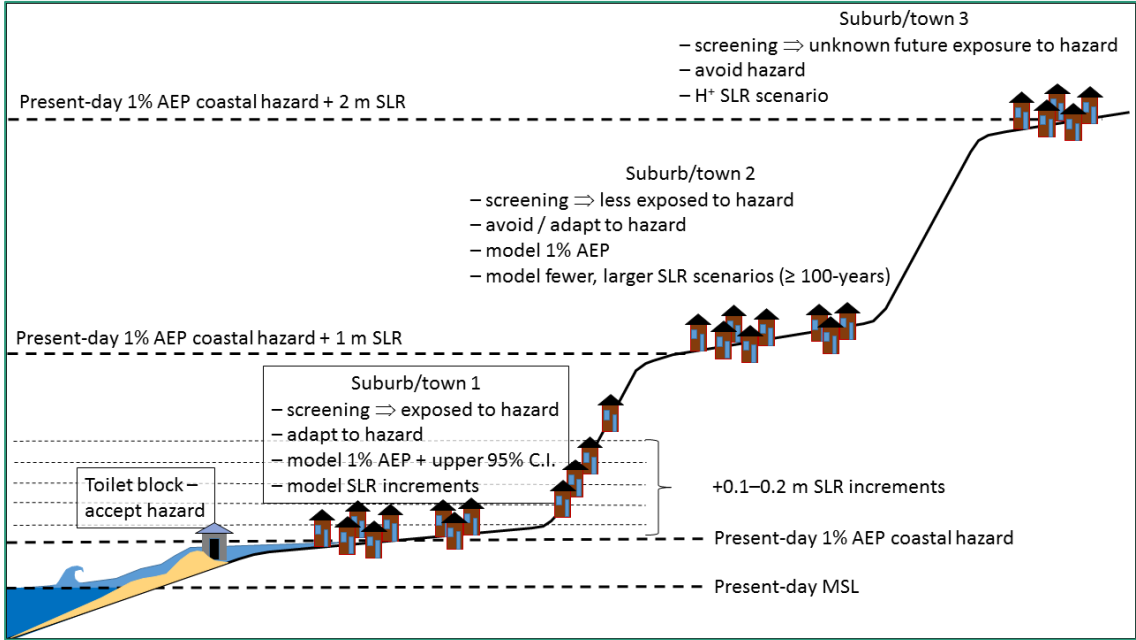 Suburb/town 3
– screening ⇒ unknown future exposure to hazard
– avoid hazard
– H⁺ SLR scenario
Present-day 1% AEP coastal hazard + 2 m SLR
Suburb/town 2
– screening ⇒ less exposed to hazard
– avoid / adapt to hazard
– model 1% AEP
– model fewer, larger SLR scenarios (≥ 100-years)
Present-day 1% AEP coastal hazard + 1 m SLR
Suburb/town 1
– screening ⇒ exposed to hazard
– adapt to hazard
– model 1% AEP + upper 95% C.I.
– model SLR increments
Toilet block –
accept hazard
+0.1–0.2 m SLR increments
Present-day 1% AEP coastal hazard
Present-day MSL